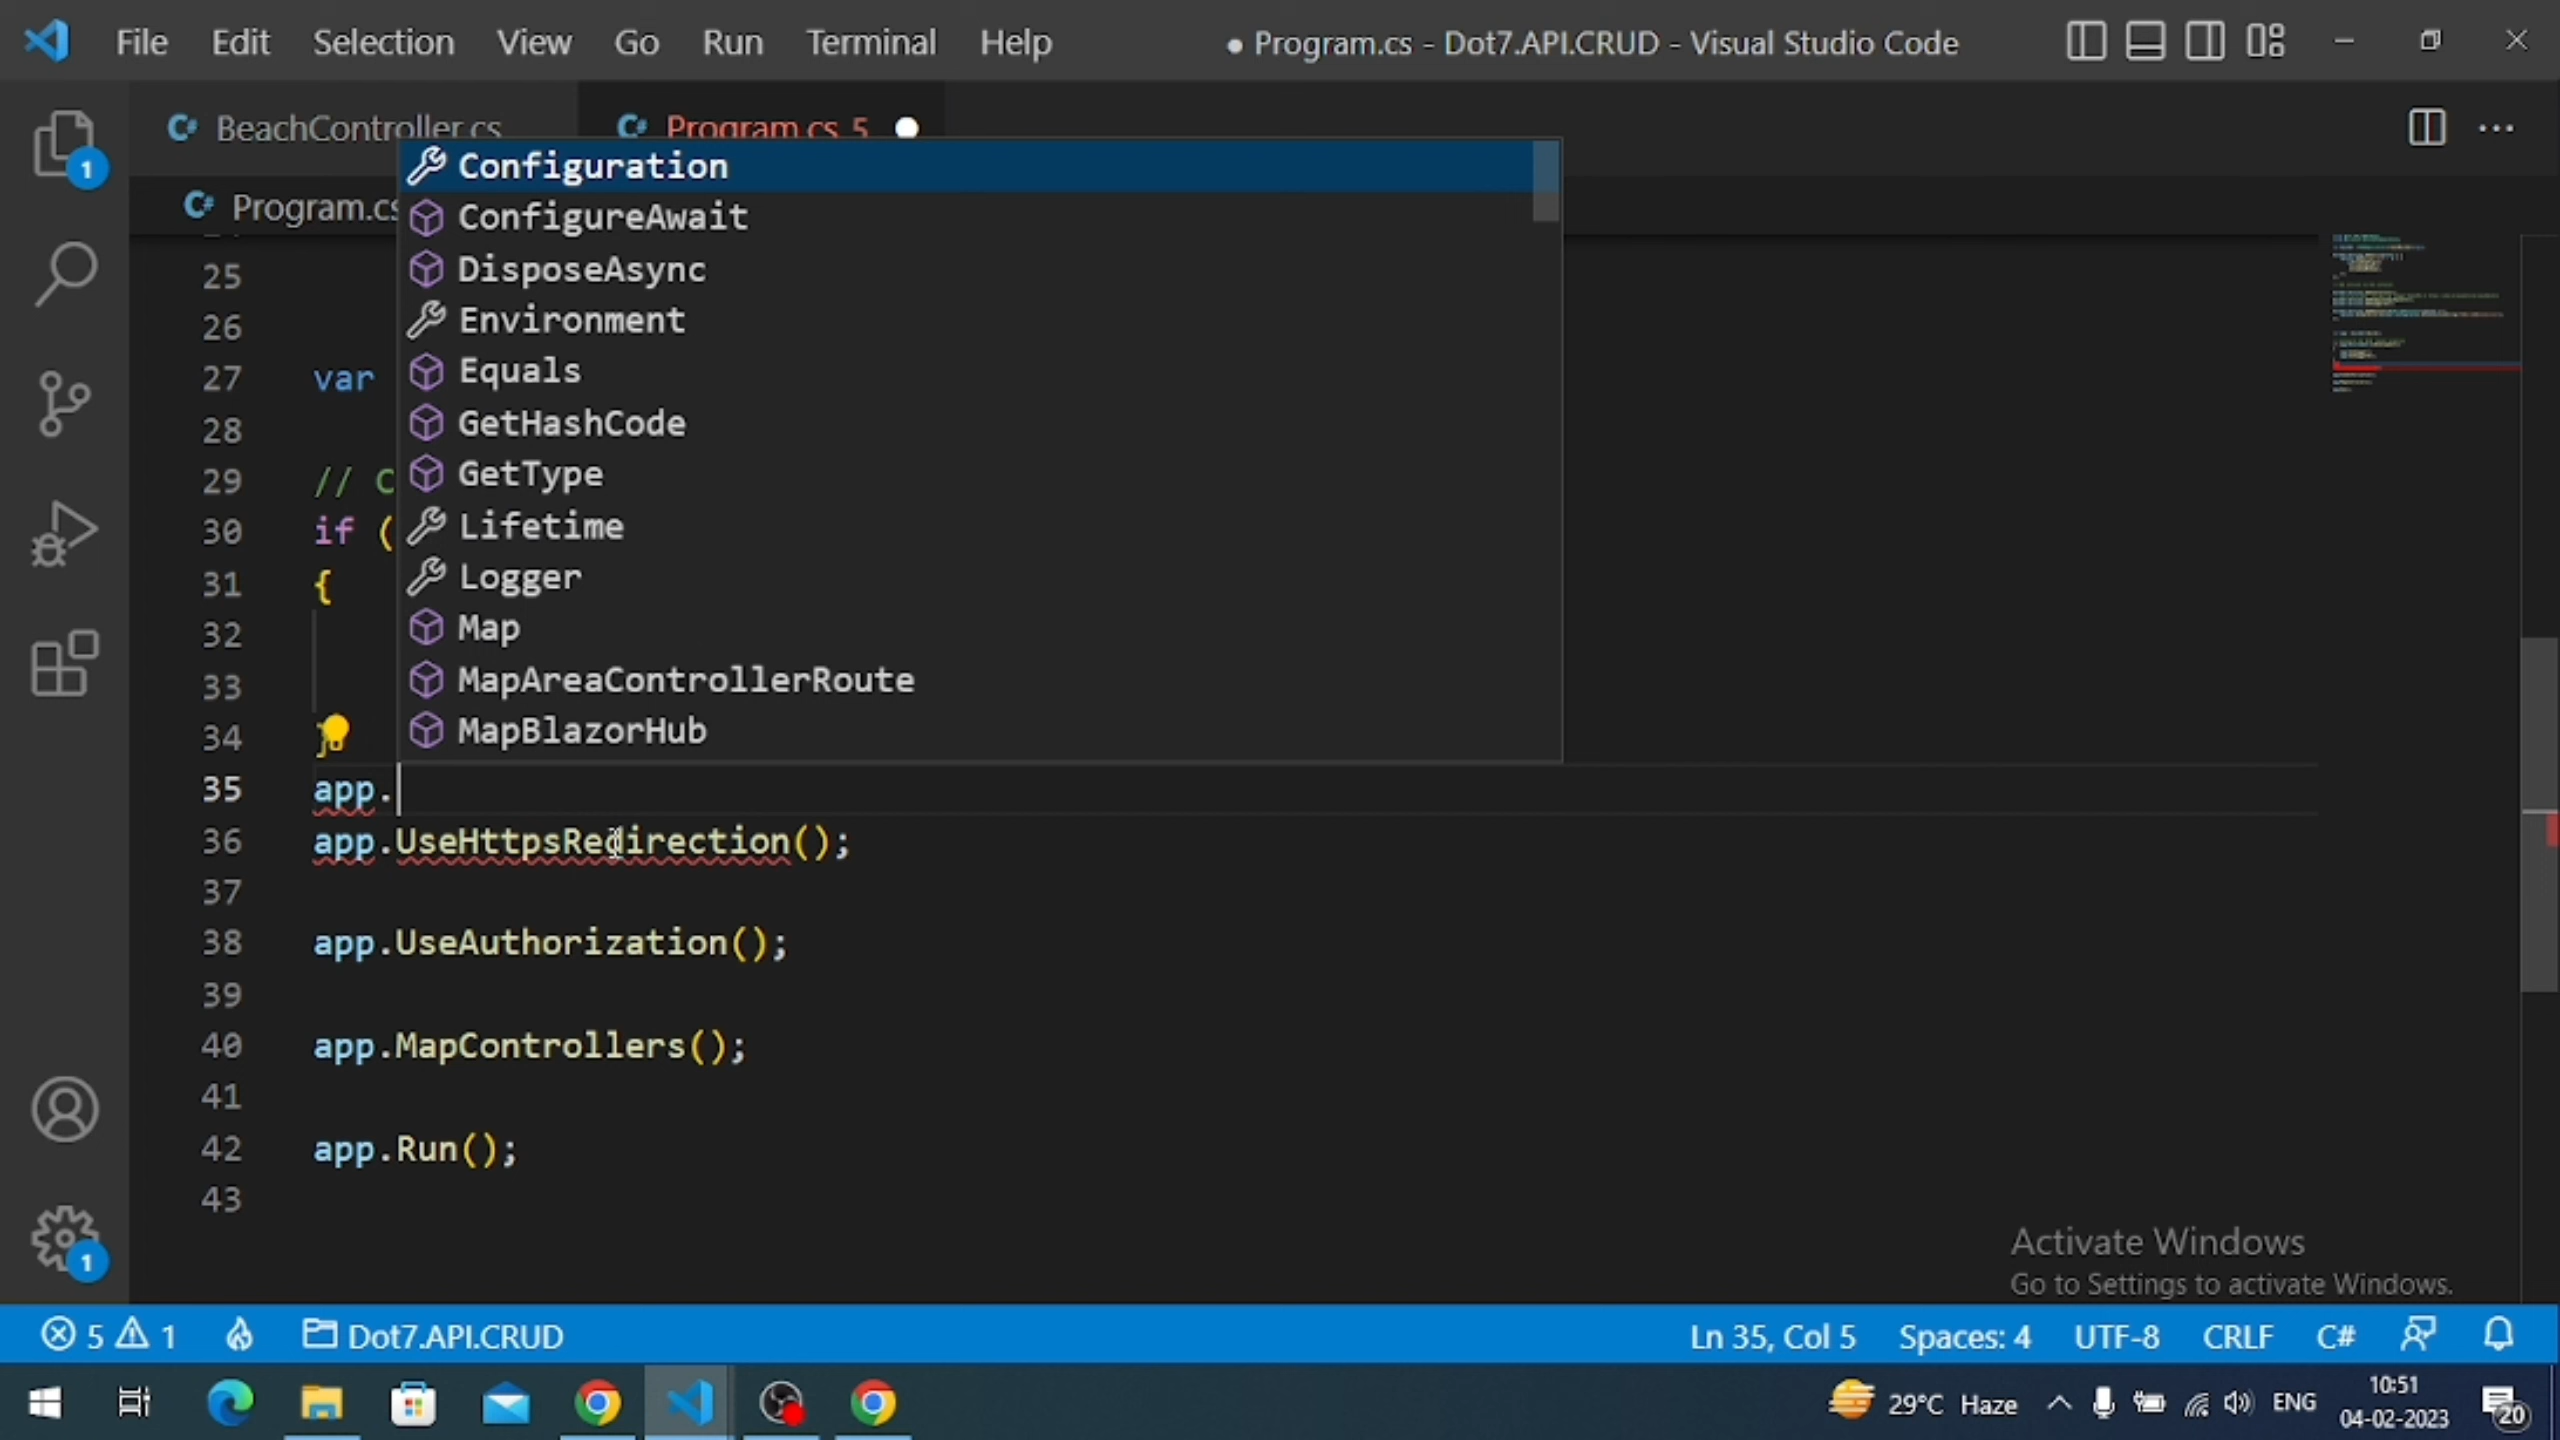 File Edit Selection View Go Run Terminal Help ● Program.cs - Dot7.API.CRUD - Visual Studio Code
BeachController.cs Program.cs 5
Program.cs
1
Configuration
ConfigureAwait
DisposeAsync
Environment
Equals
GetHashCode
GetType
Lifetime
Logger
Map
MapAreaControllerRoute
MapBlazorHub
25
26
27 var
28
29 // C
30 if (
31 {
32
33
34 }
35 app.
36 app.UseHttpsRedirection();
37
38 app.UseAuthorization();
39
40 app.MapControllers();
41
42 app.Run();
43
1
Activate Windows
Go to Settings to activate Windows.
5 1 Dot7.API.CRUD Ln 35, Col 5 Spaces: 4 UTF-8 CRLF C#
29°C Haze ENG 10:51
04-02-2023
20